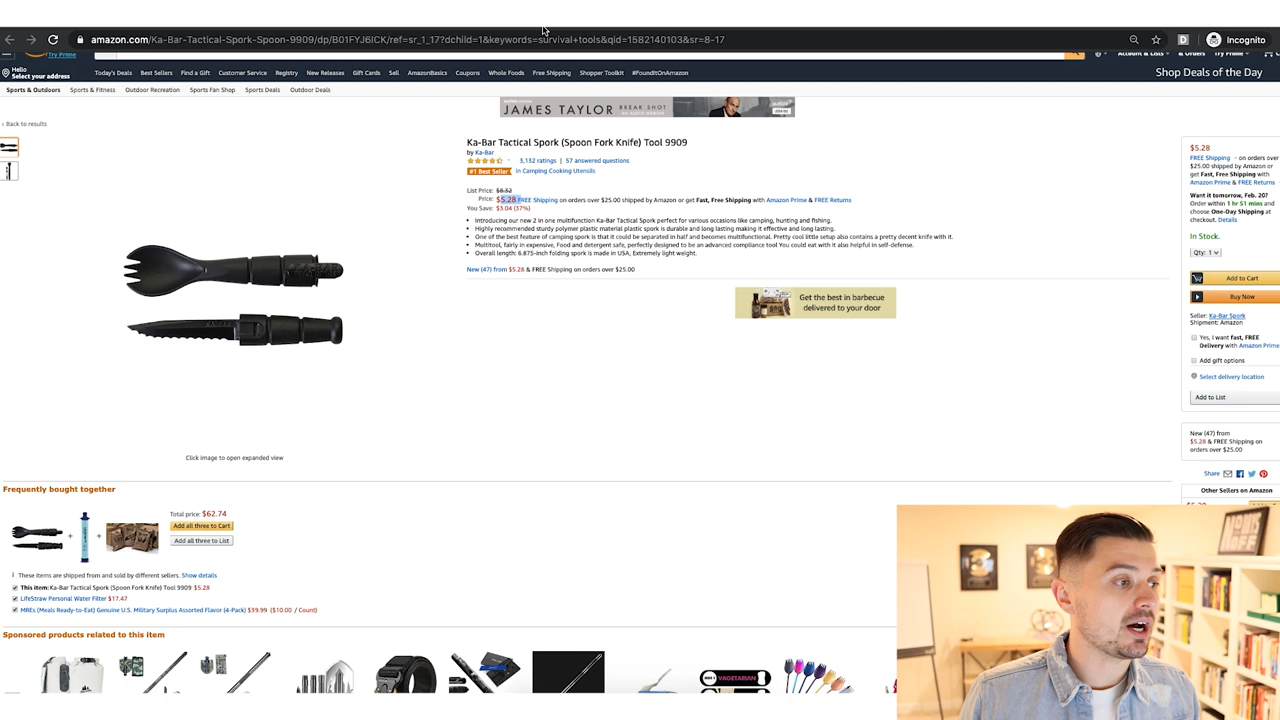 amazon.com/Ka-Bar-Tactical-Spork-Spoon-9909/dp/B01FYJ6ICK/ref=sr_1_17?dchild=1&keywords=survival+tools&qid=1582140103&sr=8-17
Incognito
Try Prime
Hello
Select your address
Account & Lists
& Orders
Try Prime
Today's Deals Best Sellers Find a Gift Customer Service Registry New Releases Gift Cards Sell AmazonBasics Coupons Whole Foods Free Shipping Shopper Toolkit #FoundItOnAmazon
Shop Deals of the Day
Sports & Outdoors Sports & Fitness Outdoor Recreation Sports Fan Shop Sports Deals Outdoor Deals
JAMES TAYLOR BREAK SHOT
‹ Back to results
Ka-Bar Tactical Spork (Spoon Fork Knife) Tool 9909
by Ka-Bar
3,132 ratings | 57 answered questions
#1 Best Seller in Camping Cooking Utensils
List Price: $8.32
Price: $5.28 FREE Shipping on orders over $25.00 shipped by Amazon or get Fast, Free Shipping with Amazon Prime & FREE Returns
You Save: $3.04 (37%)
• Introducing our new 2 in one multifunction Ka-Bar Tactical Spork perfect for various occasions like camping, hunting and fishing.
• Highly recommended sturdy polymer plastic material plastic spork is durable and long lasting making it effective and long lasting.
• One of the best feature of camping spork is that it could be separated in half and becomes multifunctional. Pretty cool little setup also contains a pretty decent knife with it.
• Multitool, fairly in expensive, Food and detergent safe, perfectly designed to be an advanced compliance tool You could eat with it also helpful in self-defense.
• Overall length: 6.875-inch folding spork is made in USA, Extremely light weight.
New (47) from $5.28 & FREE Shipping on orders over $25.00
Get the best in barbecue
delivered to your door
Click image to open expanded view
$5.28
FREE Shipping on orders over
$25.00 shipped by Amazon or
get Fast, Free Shipping with
Amazon Prime & FREE Returns
Want it tomorrow, Feb. 20?
Order within 1 hr 51 mins and
choose One-Day Shipping at
checkout. Details
In Stock.
Qty: 1
Add to Cart
Buy Now
Seller: Ka-Bar Spork
Shipment: Amazon
Yes, I want fast, FREE
Delivery with Amazon Prime
Add gift options
Select delivery location
Add to List
New (47) from
$5.28 & FREE Shipping on
orders over $25.00
Share
Other Sellers on Amazon
Frequently bought together
Total price: $62.74
Add all three to Cart
Add all three to List
These items are shipped from and sold by different sellers. Show details
This item: Ka-Bar Tactical Spork (Spoon Fork Knife) Tool 9909 $5.28
LifeStraw Personal Water Filter $17.47
MREs (Meals Ready-to-Eat) Genuine U.S. Military Surplus Assorted Flavor (4-Pack) $39.99 ($10.00 / Count)
Sponsored products related to this item
VEGETARIAN